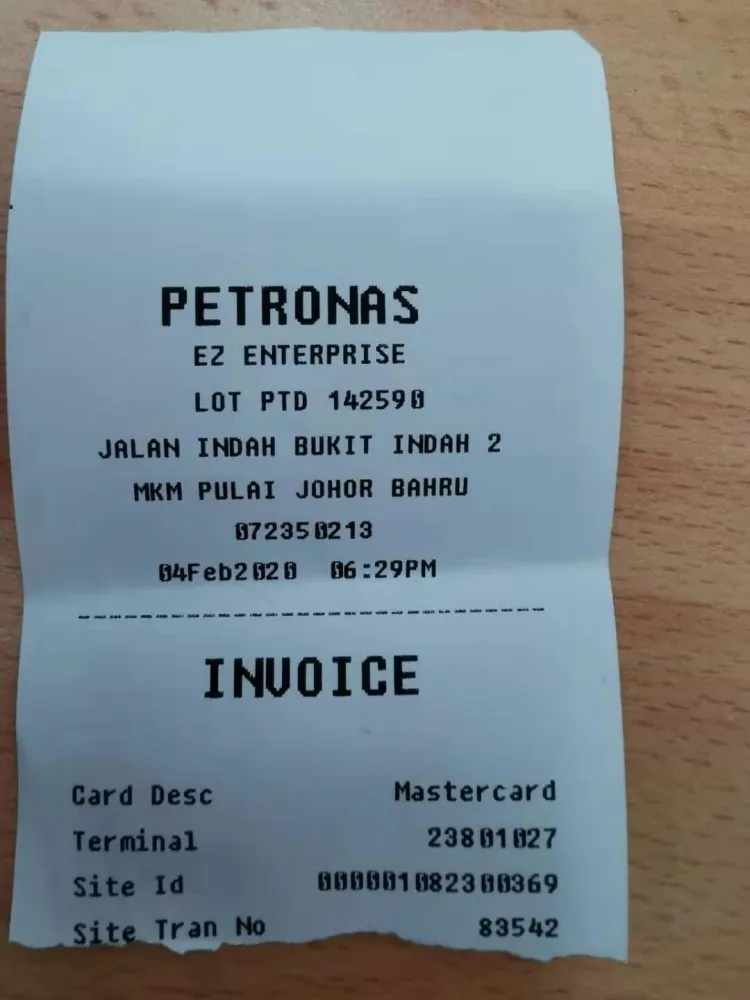 PETRONAS
EZ ENTERPRISE
LOT PTD 142590
JALAN INDAH BUKIT INDAH 2
MKM PULAI JOHOR BAHRU
072350213
04Feb2020 06:29PM
INVOICE
Card Desc Mastercard
Terminal 23801027
Site Id 000001082300369
Site Tran No 83542